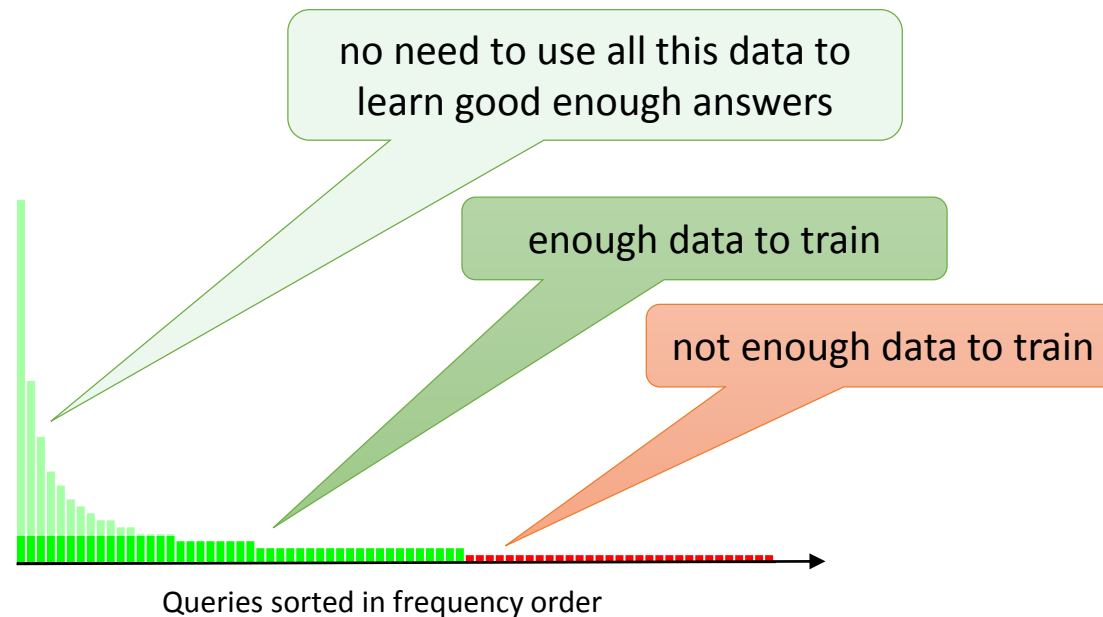 no need to use all this data to
learn good enough answers
enough data to train
not enough data to train
Queries sorted in frequency order